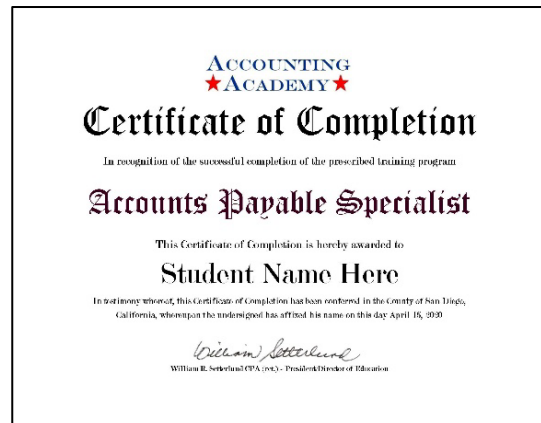 ACCOUNTING
★ACADEMY★
Certificate of Completion
In recognition of the successful completion of the prescribed training program
Accounts Payable Specialist
This Certificate of Completion is hereby awarded to
Student Name Here
In testimony whereof, this Certificate of Completion has been conferred in the County of San Diego,
California, whereupon the undersigned has affixed his name on this day April 15, 2020
William Setterlund
William R. Setterlund CPA (ret.) - President/Director of Education